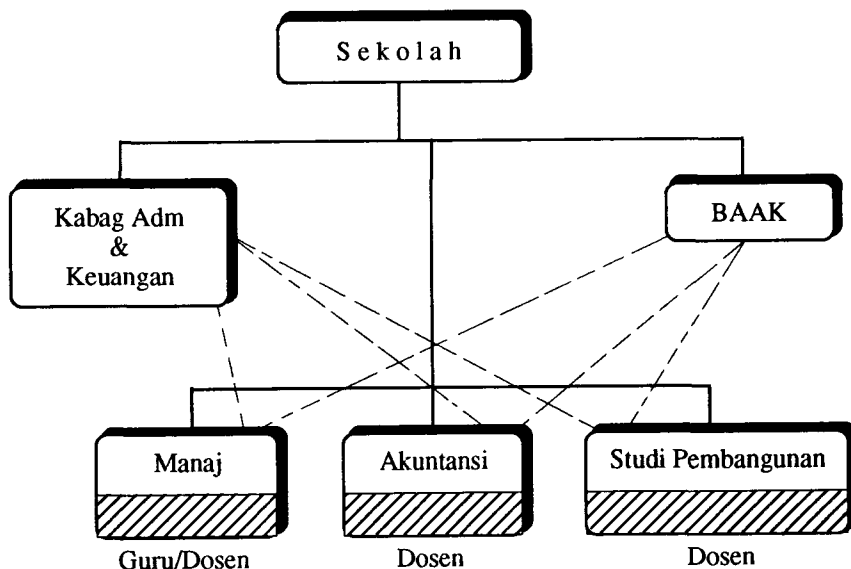 Sekolah
Kabag Adm
&
Keuangan
BAAK
Manaj
Akuntansi
Studi Pembangunan
Guru/Dosen
Dosen
Dosen